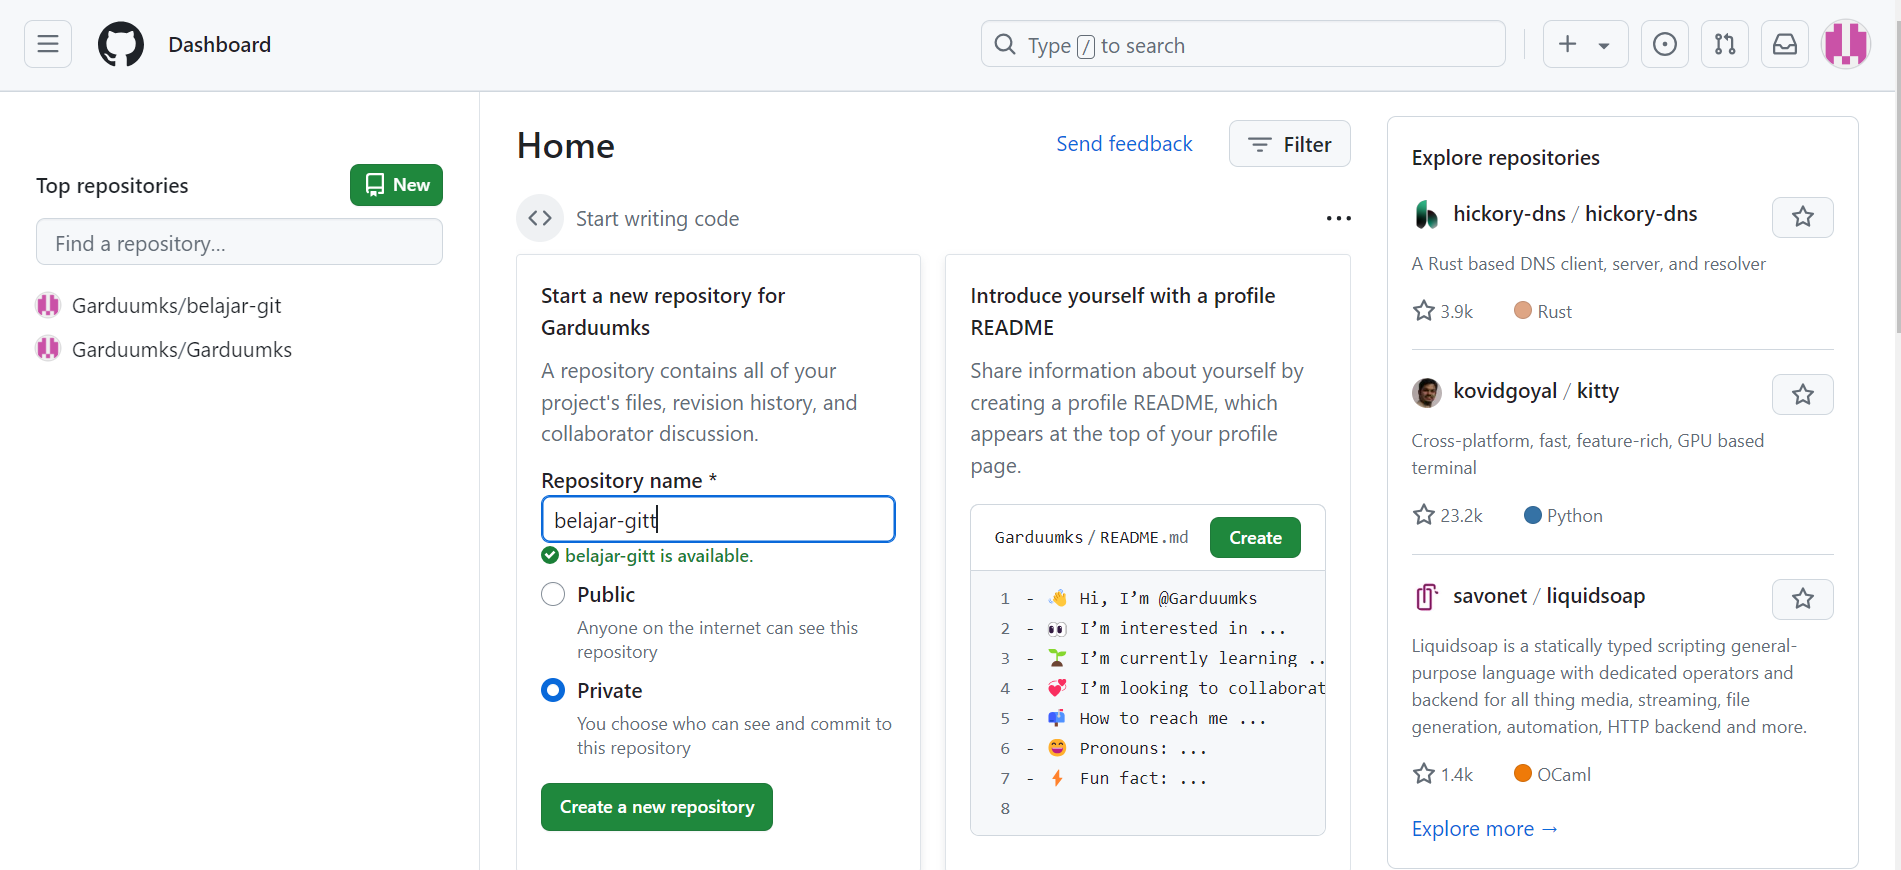 Dashboard
Type / to search
Top repositories
New
Find a repository...
Garduumks/belajar-git
Garduumks/Garduumks
Home
Send feedback
Filter
Start writing code
Start a new repository for
Garduumks
A repository contains all of your
project's files, revision history, and
collaborator discussion.
Repository name *
belajar-gitt
belajar-gitt is available.
Public
Anyone on the internet can see this
repository
Private
You choose who can see and commit to
this repository
Create a new repository
Introduce yourself with a profile
README
Share information about yourself by
creating a profile README, which
appears at the top of your profile
page.
Garduumks / README.md
Create
1 - 👋 Hi, I’m @Garduumks
2 - 👀 I’m interested in ...
3 - 🌱 I’m currently learning ..
4 - 💞️ I’m looking to collaborat
5 - 📫 How to reach me ...
6 - 😄 Pronouns: ...
7 - ⚡ Fun fact: ...
8
Explore repositories
hickory-dns / hickory-dns
A Rust based DNS client, server, and resolver
3.9k Rust
kovidgoyal / kitty
Cross-platform, fast, feature-rich, GPU based
terminal
23.2k Python
savonet / liquidsoap
Liquidsoap is a statically typed scripting general-
purpose language with dedicated operators and
backend for all thing media, streaming, file
generation, automation, HTTP backend and more.
1.4k OCaml
Explore more →